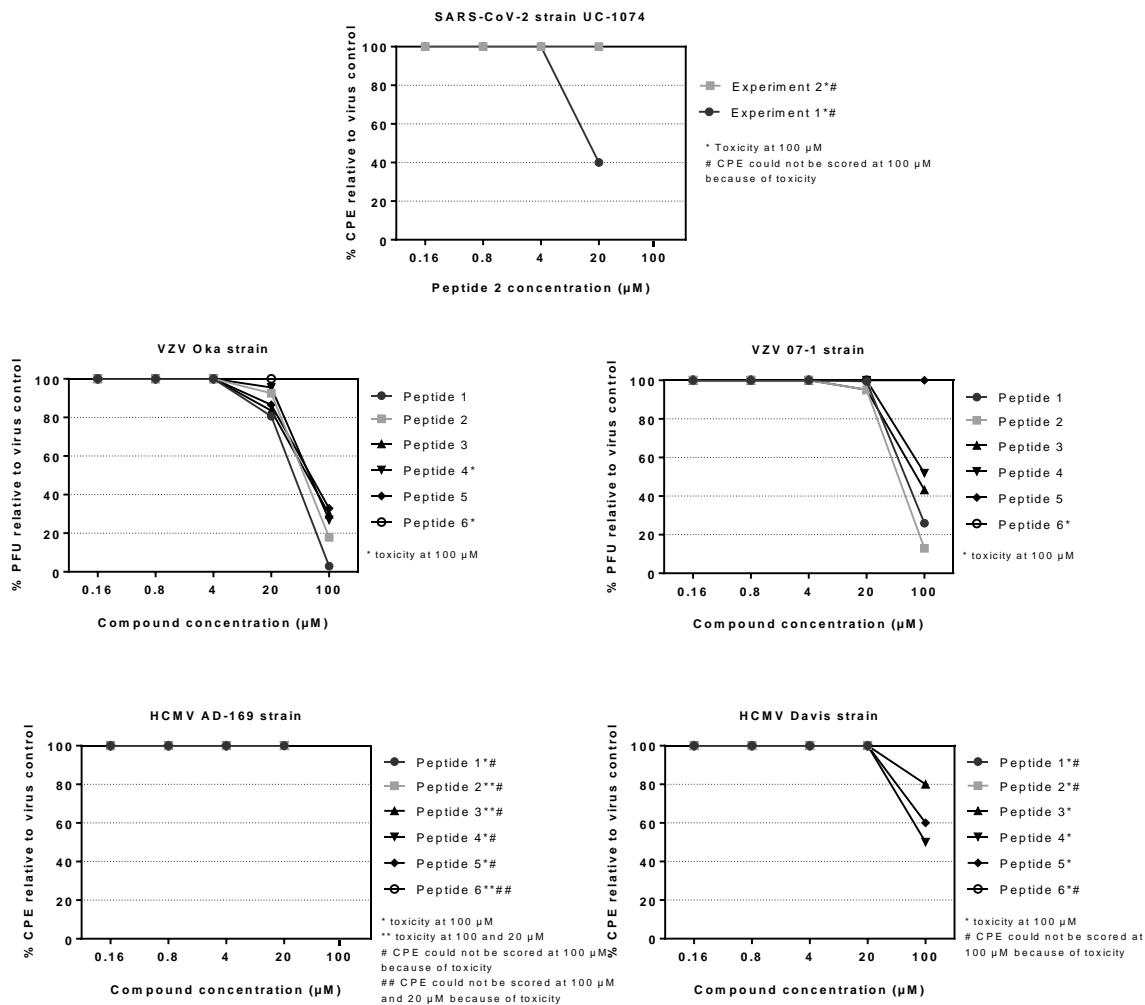 SARS-CoV-2 strain UC-1074
% CPE relative to virus control
100
80
60
40
20
0
0.16 0.8 4 20 100
Peptide 2 concentration (µM)
Experiment 2*#
Experiment 1*#
* Toxicity at 100 µM
# CPE could not be scored at 100 µM
because of toxicity
VZV Oka strain
% PFU relative to virus control
100
80
60
40
20
0
0.16 0.8 4 20 100
Compound concentration (µM)
Peptide 1
Peptide 2
Peptide 3
Peptide 4*
Peptide 5
Peptide 6*
* toxicity at 100 µM
VZV 07-1 strain
% PFU relative to virus control
100
80
60
40
20
0
0.16 0.8 4 20 100
Compound concentration (µM)
Peptide 1
Peptide 2
Peptide 3
Peptide 4
Peptide 5
Peptide 6*
* toxicity at 100 µM
HCMV AD-169 strain
% CPE relative to virus control
100
80
60
40
20
0
0.16 0.8 4 20 100
Compound concentration (µM)
Peptide 1*#
Peptide 2**#
Peptide 3**#
Peptide 4*#
Peptide 5*#
Peptide 6**##
* toxicity at 100 µM
** toxicity at 100 and 20 µM
# CPE could not be scored at 100 µM
because of toxicity
## CPE could not be scored at 100 µM
and 20 µM because of toxicity
HCMV Davis strain
% CPE relative to virus control
100
80
60
40
20
0
0.16 0.8 4 20 100
Compound concentration (µM)
Peptide 1*#
Peptide 2*#
Peptide 3*
Peptide 4*
Peptide 5*
Peptide 6*#
* toxicity at 100 µM
# CPE could not be scored at
100 µM because of toxicity